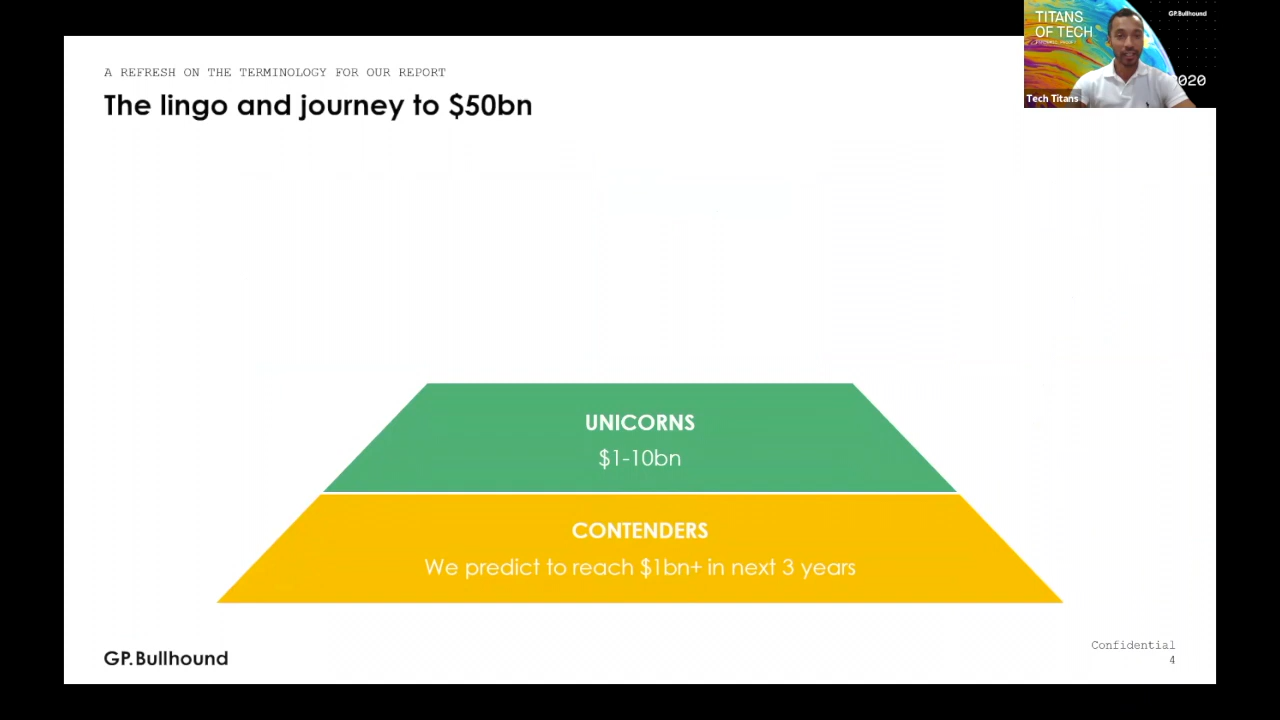 A REFRESH ON THE TERMINOLOGY FOR OUR REPORT
The lingo and journey to $50bn
TITANS
OF TECH
GP.Bullhound
2020
Tech Titans
UNICORNS
$1-10bn
CONTENDERS
We predict to reach $1bn+ in next 3 years
GP.Bullhound
Confidential
4